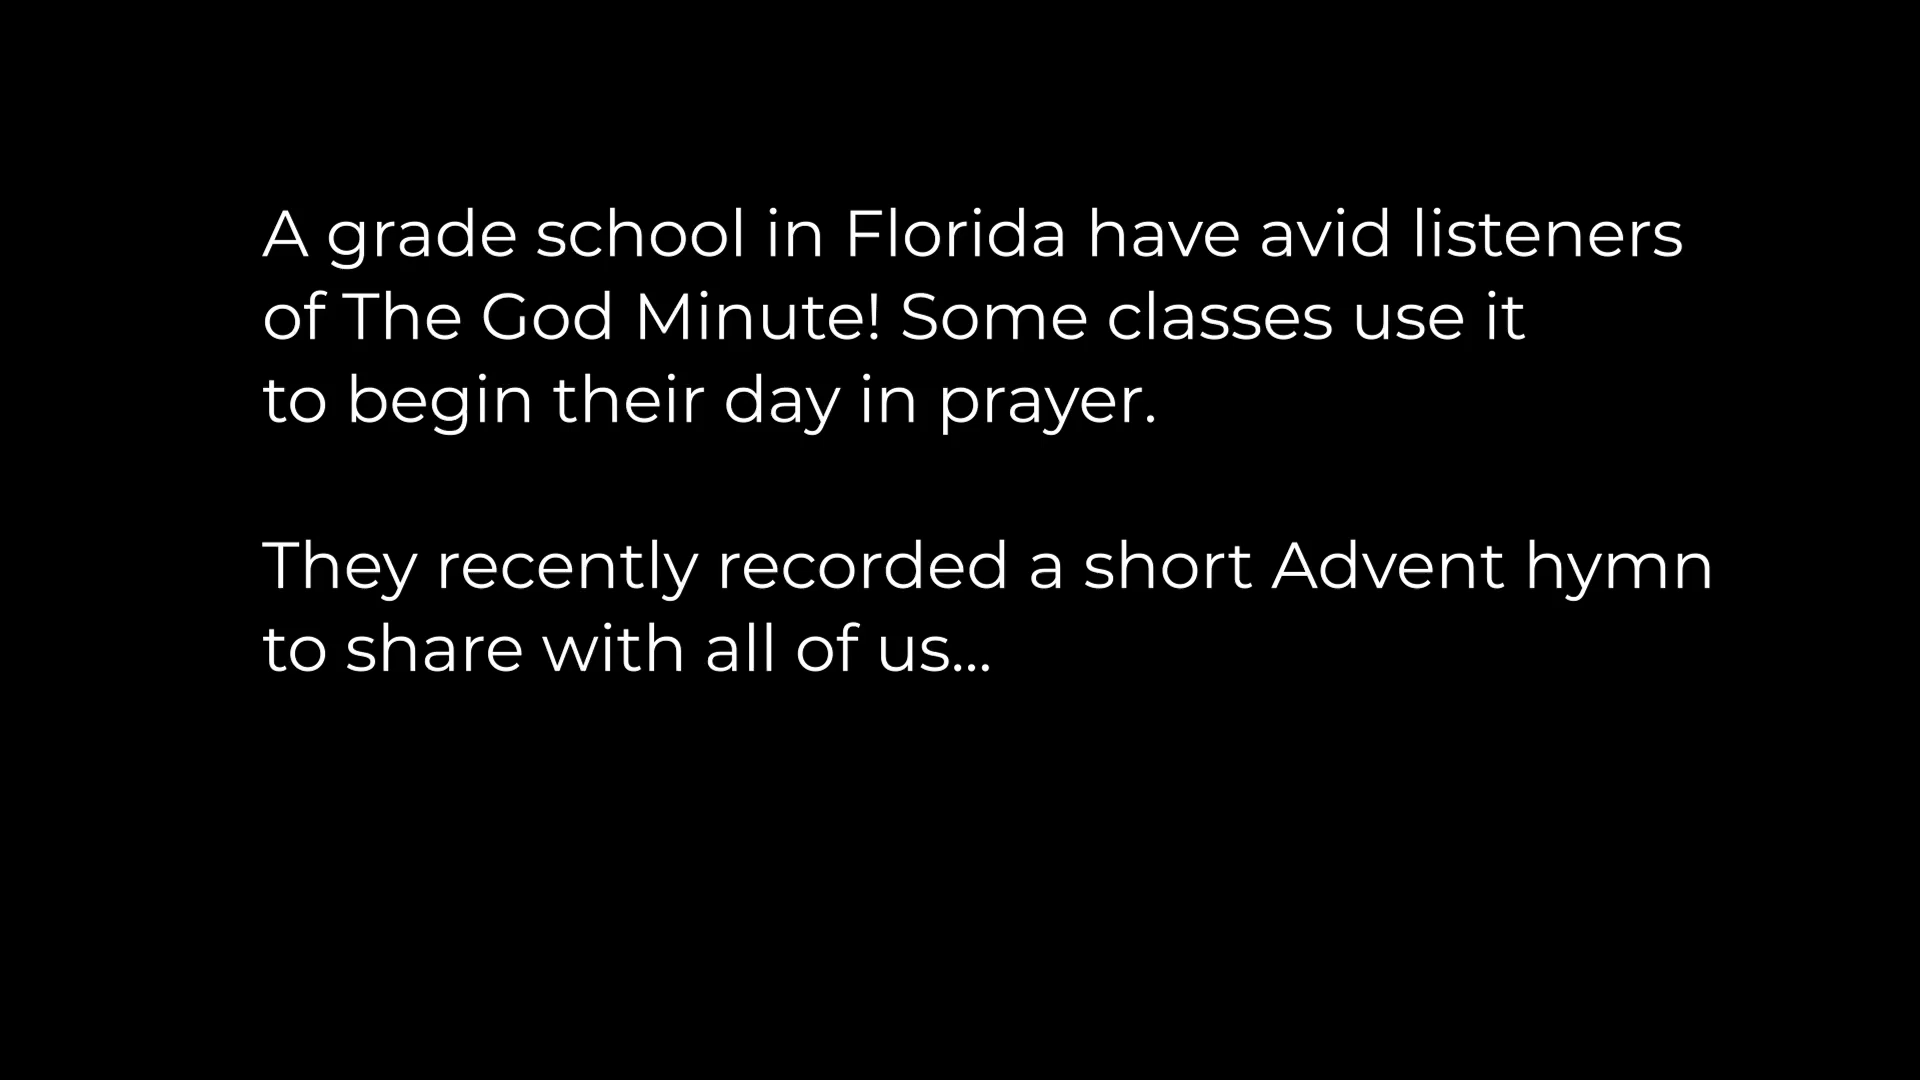 A grade school in Florida have avid listeners
of The God Minute! Some classes use it
to begin their day in prayer.
They recently recorded a short Advent hymn
to share with all of us...